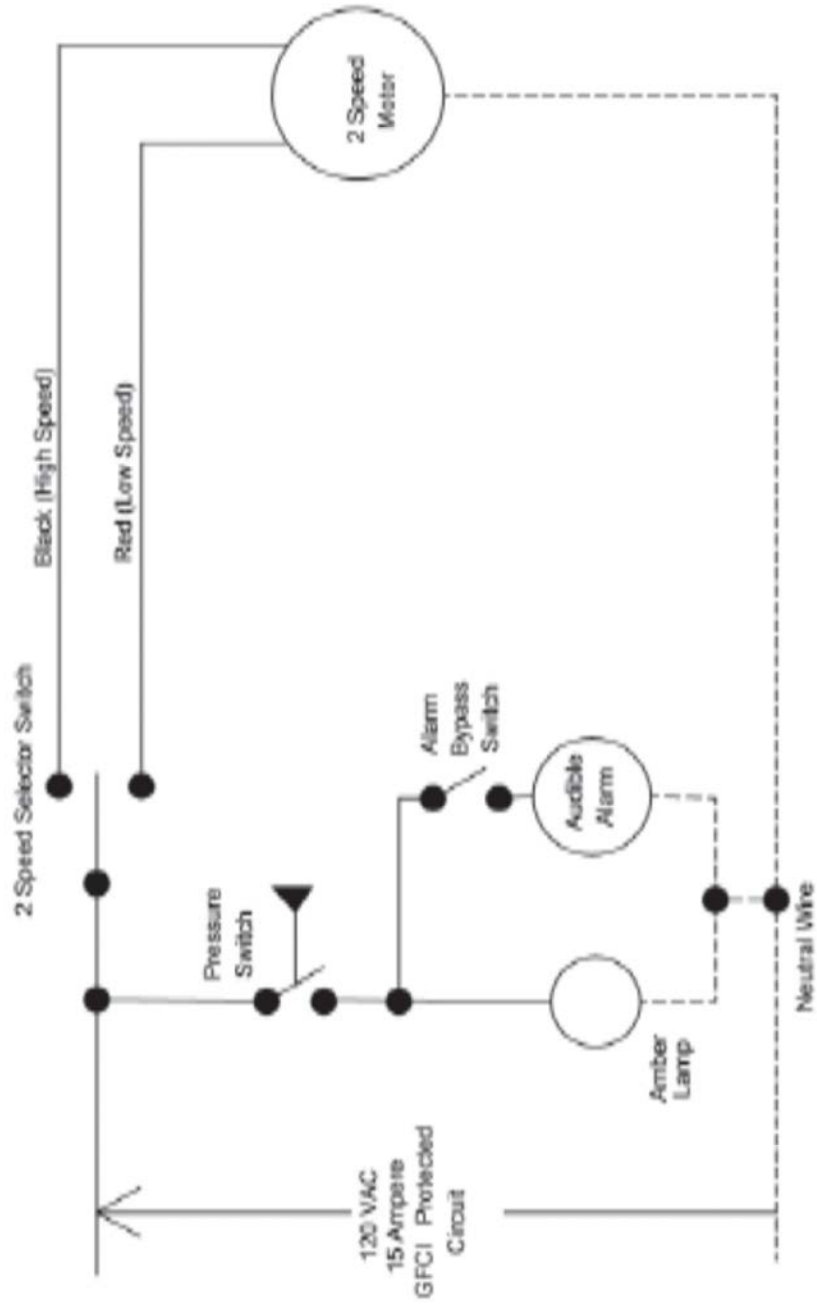 2 Speed Selector Switch
Black (High Speed)
Red (Low Speed)
2 Speed
Motor
Pressure
Switch
Alarm
Bypass
Switch
Audible
Alarm
Amber
Lamp
120 VAC
15 Ampere
GFCI Protected
Circuit
Neutral Wire